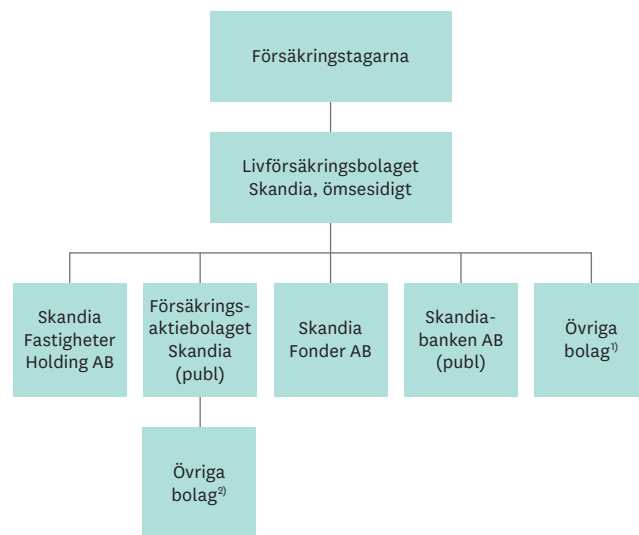 Försäkringstagarna
Livförsäkringsbolaget
Skandia, ömsesidigt
Skandia
Fastigheter
Holding AB
Försäkrings-
aktiebolaget
Skandia
(publ)
Skandia
Fonder AB
Skandia-
banken AB
(publ)
Övriga
bolag¹⁾
Övriga
bolag²⁾